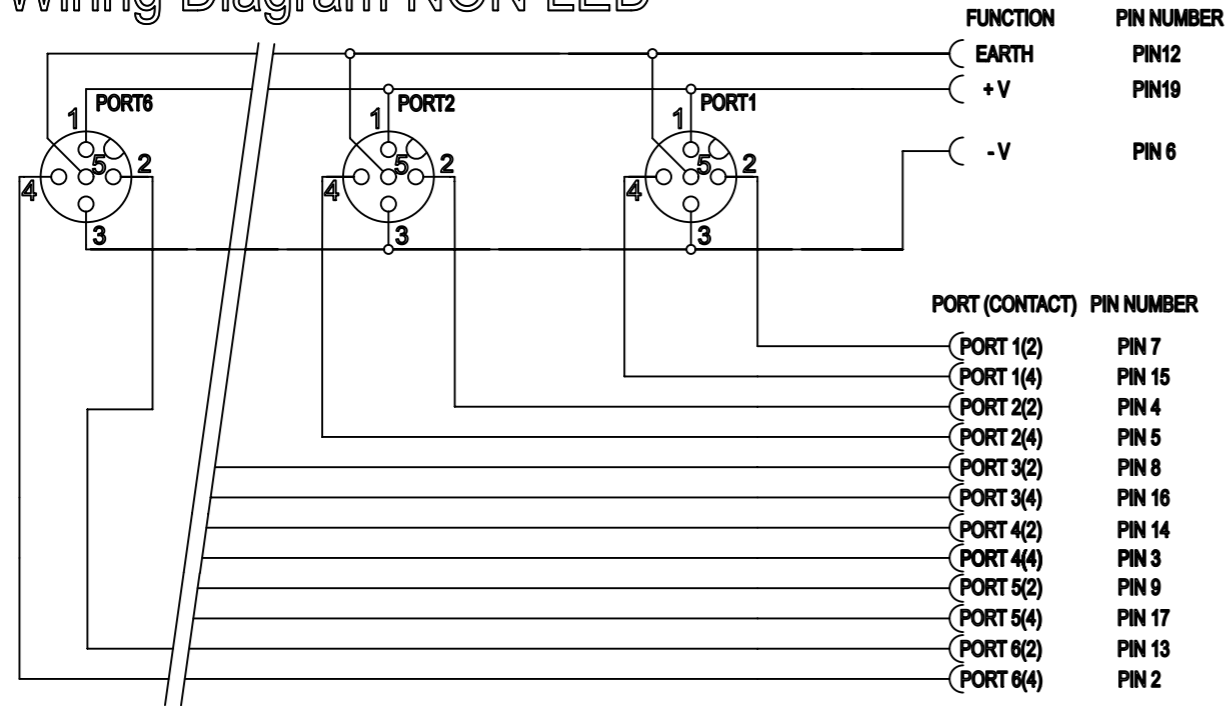 Wiring Diagram NON LED
FUNCTION PIN NUMBER
EARTH PIN12
+ V PIN19
- V PIN 6
PORT6 PORT2 PORT1
1 1 1
5 2 5 2 5 2
4 4 4
3 3 3
PORT (CONTACT) PIN NUMBER
PORT 1(2) PIN 7
PORT 1(4) PIN 15
PORT 2(2) PIN 4
PORT 2(4) PIN 5
PORT 3(2) PIN 8
PORT 3(4) PIN 16
PORT 4(2) PIN 14
PORT 4(4) PIN 3
PORT 5(2) PIN 9
PORT 5(4) PIN 17
PORT 6(2) PIN 13
PORT 6(4) PIN 2